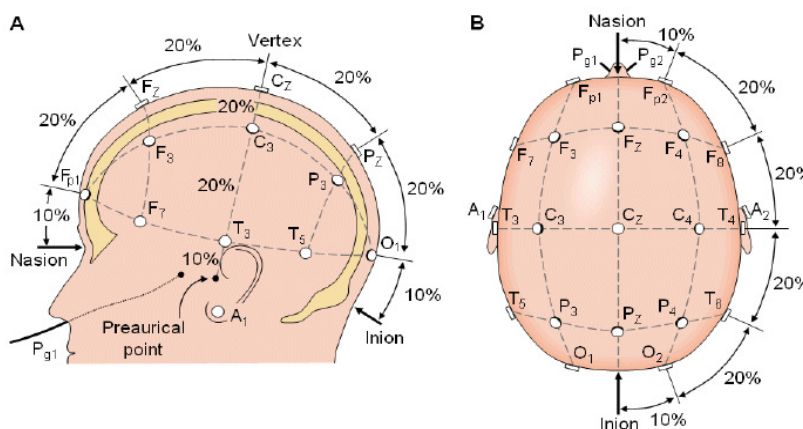 A
20%
Vertex
20%
FZ
CZ
20%
20%
20%
F3
C3
PZ
Fp1
20%
P3
20%
10%
F7
T3
T5
O1
Nasion
10%
10%
A1
Preaurical
point
Inion
Pg1
B
Nasion
10%
Pg1
Pg2
Fp1
Fp2
20%
F7
F3
FZ
F4
F8
A1
T3
C3
CZ
C4
T4
A2
20%
T5
P3
PZ
P4
T6
O1
O2
20%
Inion
10%